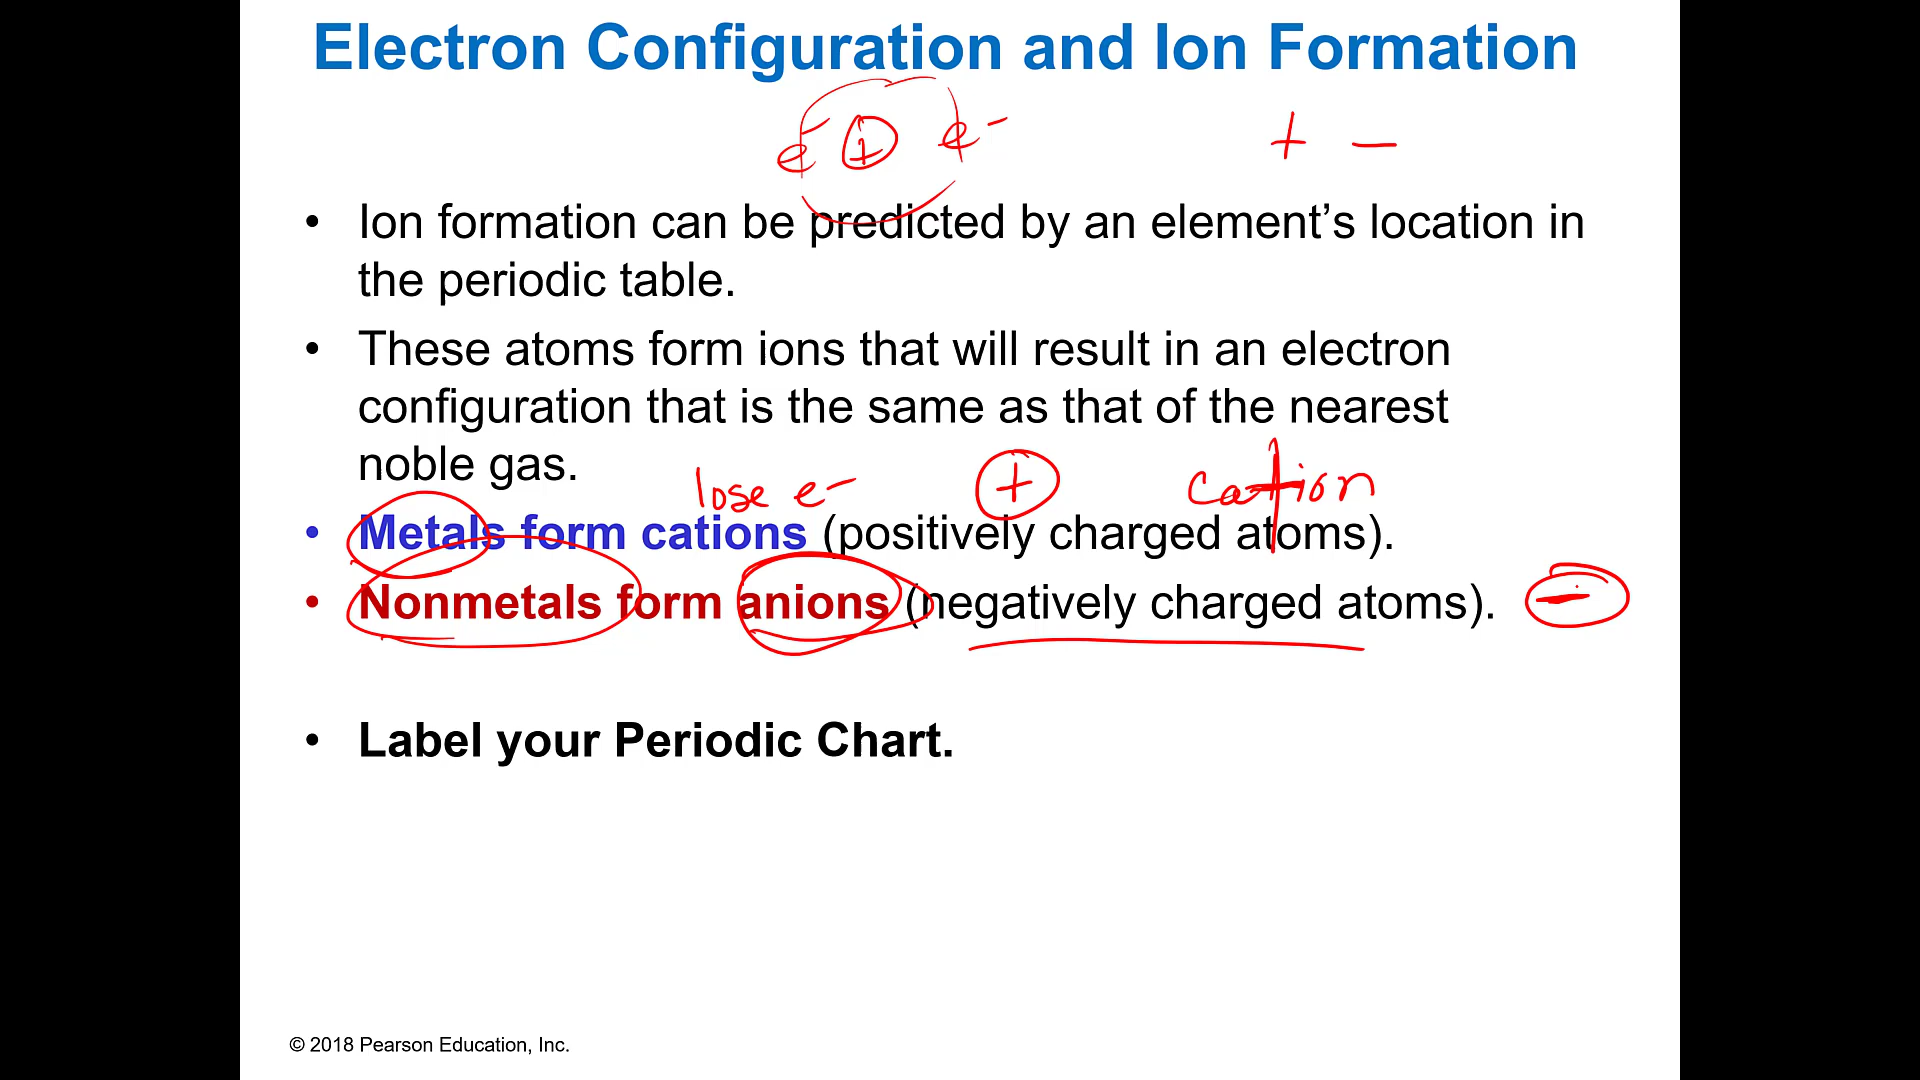 Electron Configuration and Ion Formation
e⁻ + e⁻ + −
• Ion formation can be predicted by an element’s location in
the periodic table.
• These atoms form ions that will result in an electron
configuration that is the same as that of the nearest
noble gas.
lose e⁻ + cation
• Metals form cations (positively charged atoms).
• Nonmetals form anions (negatively charged atoms). −
• Label your Periodic Chart.
© 2018 Pearson Education, Inc.